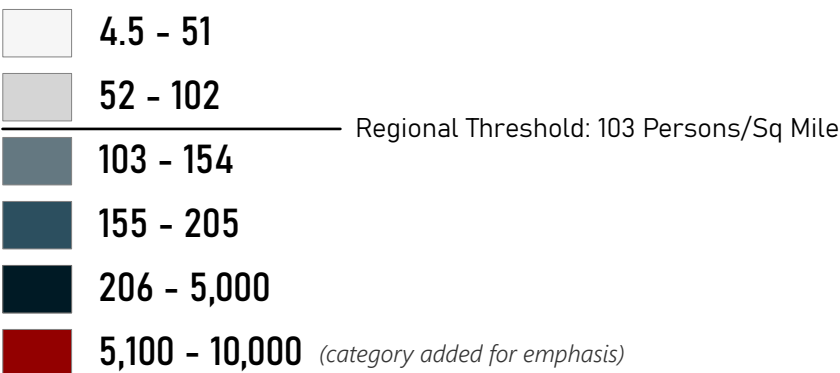 4.5 - 51
52 - 102
Regional Threshold: 103 Persons/Sq Mile
103 - 154
155 - 205
206 - 5,000
5,100 - 10,000 (category added for emphasis)